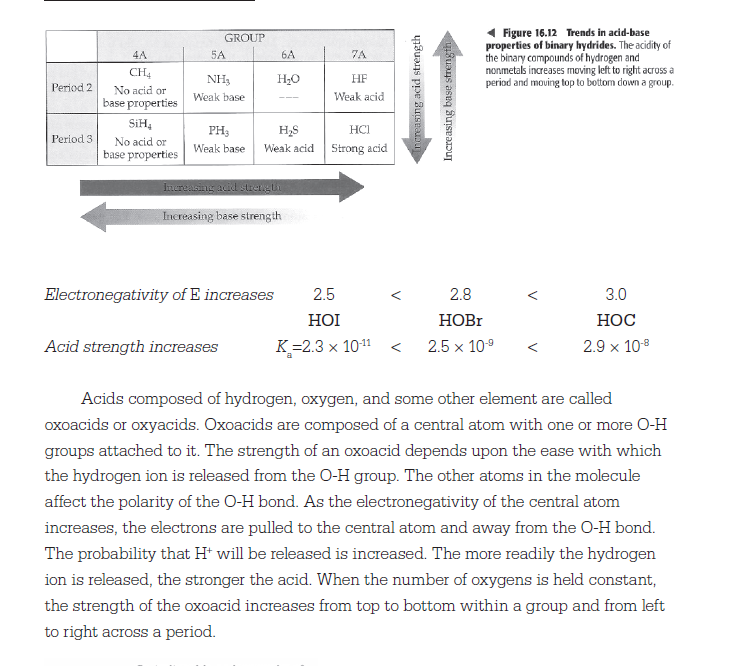 GROUP
4A 5A 6A 7A
Period 2
CH4
No acid or
base properties
NH3
Weak base
H2O
---
HF
Weak acid
Period 3
SiH4
No acid or
base properties
PH3
Weak base
H2S
Weak acid
HCl
Strong acid
Increasing acid strength
Increasing base strength
Increasing acid strength
Increasing base strength
◄ Figure 16.12 Trends in acid-base
properties of binary hydrides. The acidity of
the binary compounds of hydrogen and
nonmetals increases moving left to right across a
period and moving top to bottom down a group.
Electronegativity of E increases 2.5 < 2.8 < 3.0
HOI HOBr HOC
Acid strength increases Ka=2.3 × 10-11 < 2.5 × 10-9 < 2.9 × 10-8
Acids composed of hydrogen, oxygen, and some other element are called
oxoacids or oxyacids. Oxoacids are composed of a central atom with one or more O-H
groups attached to it. The strength of an oxoacid depends upon the ease with which
the hydrogen ion is released from the O-H group. The other atoms in the molecule
affect the polarity of the O-H bond. As the electronegativity of the central atom
increases, the electrons are pulled to the central atom and away from the O-H bond.
The probability that H+ will be released is increased. The more readily the hydrogen
ion is released, the stronger the acid. When the number of oxygens is held constant,
the strength of the oxoacid increases from top to bottom within a group and from left
to right across a period.